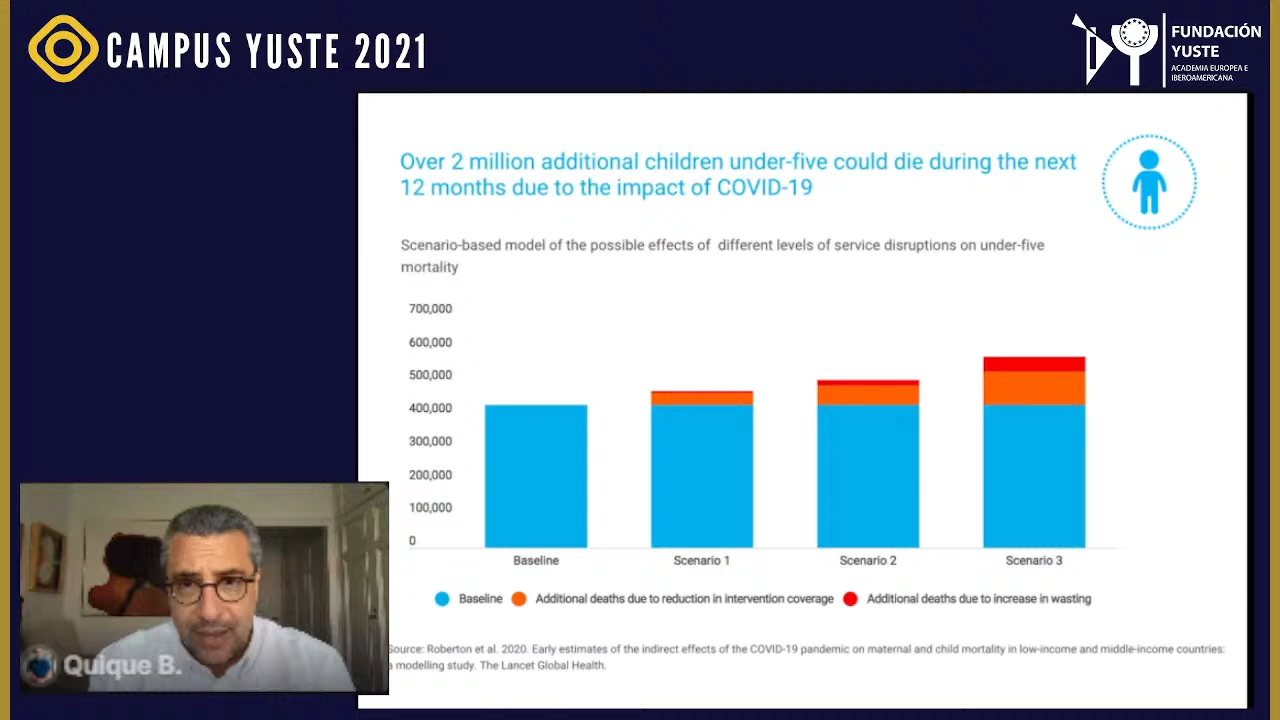 CAMPUS YUSTE 2021
FUNDACIÓN
YUSTE
ACADEMIA EUROPEA E
IBEROAMERICANA
Over 2 million additional children under-five could die during the next
12 months due to the impact of COVID-19
Scenario-based model of the possible effects of different levels of service disruptions on under-five
mortality
700,000
600,000
500,000
400,000
300,000
200,000
100,000
0
Baseline
Scenario 1
Scenario 2
Scenario 3
Baseline
Additional deaths due to reduction in intervention coverage
Additional deaths due to increase in wasting
Source: Roberton et al. 2020. Early estimates of the indirect effects of the COVID-19 pandemic on maternal and child mortality in low-income and middle-income countries:
a modelling study. The Lancet Global Health.
Quique B.